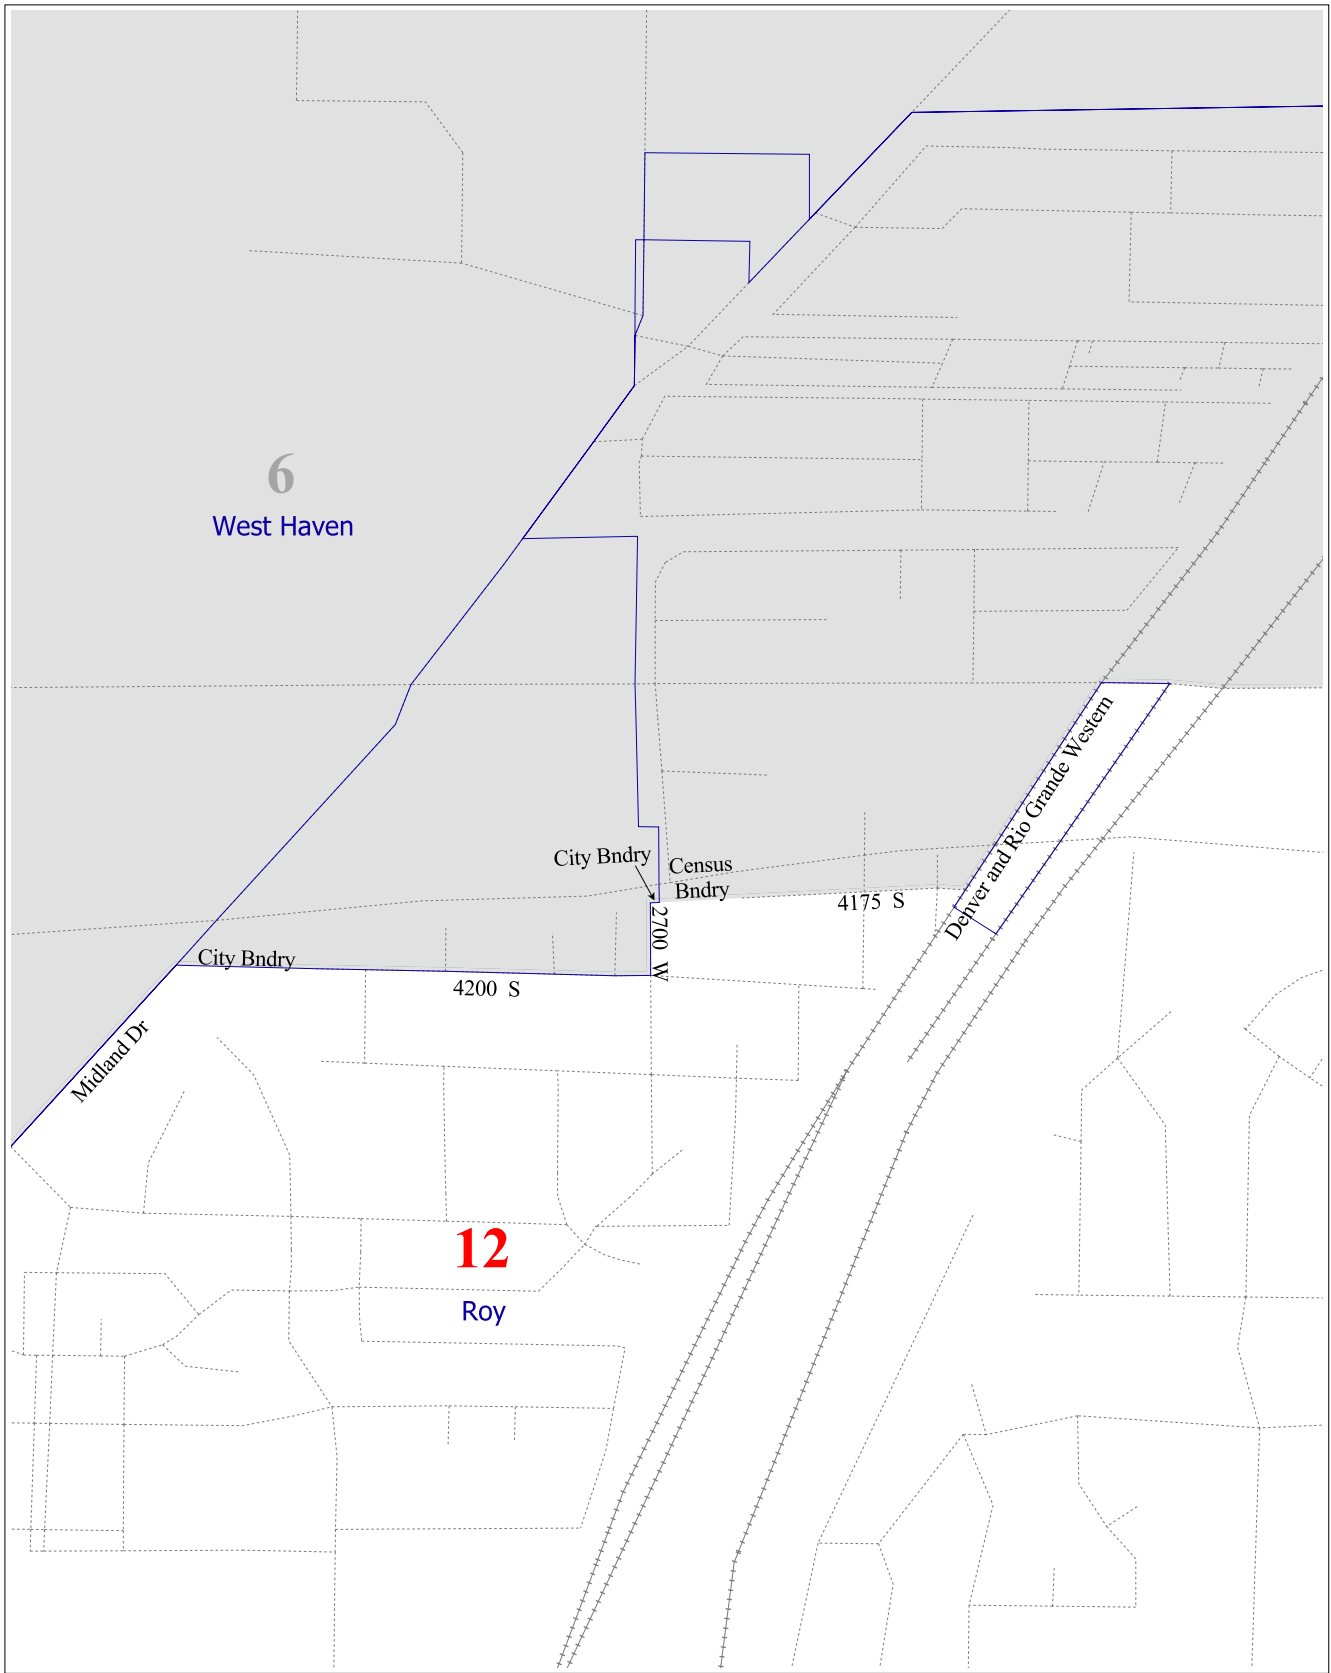 6
West Haven
Denver and Rio Grande Western
City Bndry
Census
Bndry
4175 S
2700 W
City Bndry
4200 S
Midland Dr
12
Roy